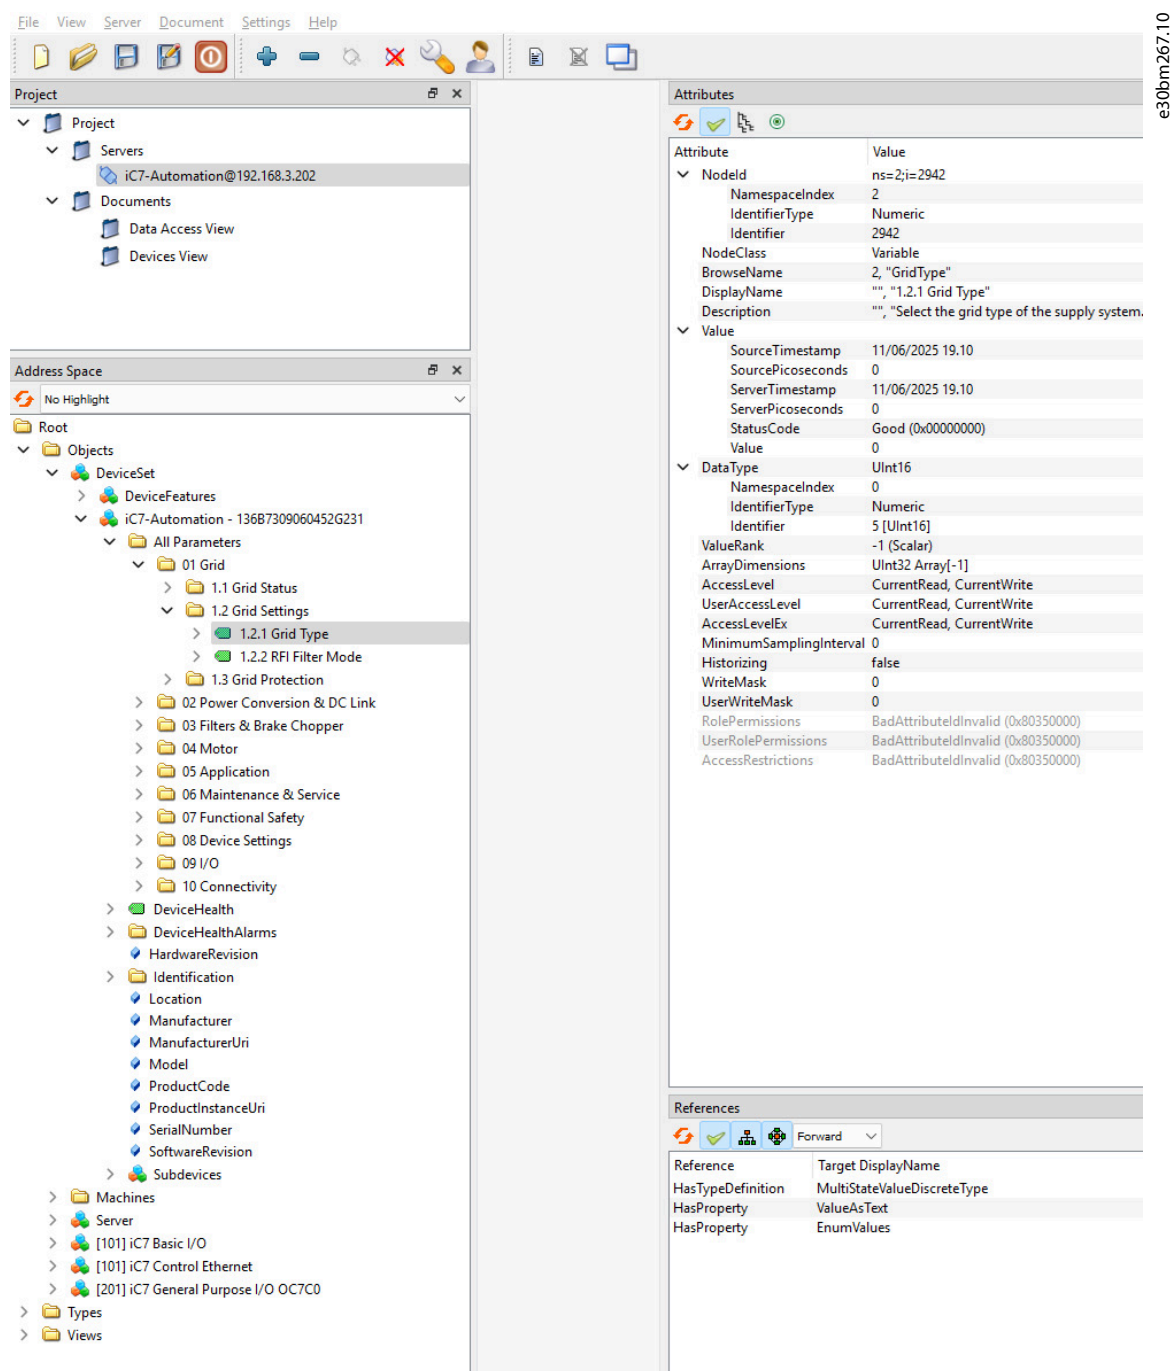 File View Server Document Settings Help
e30bm267.10
Project
Project
Servers
iC7-Automation@192.168.3.202
Documents
Data Access View
Devices View
Address Space
No Highlight
Root
Objects
DeviceSet
DeviceFeatures
iC7-Automation - 136B7309060452G231
All Parameters
01 Grid
1.1 Grid Status
1.2 Grid Settings
1.2.1 Grid Type
1.2.2 RFI Filter Mode
1.3 Grid Protection
02 Power Conversion & DC Link
03 Filters & Brake Chopper
04 Motor
05 Application
06 Maintenance & Service
07 Functional Safety
08 Device Settings
09 I/O
10 Connectivity
DeviceHealth
DeviceHealthAlarms
HardwareRevision
Identification
Location
Manufacturer
ManufacturerUri
Model
ProductCode
ProductInstanceUri
SerialNumber
SoftwareRevision
Subdevices
Machines
Server
[101] iC7 Basic I/O
[101] iC7 Control Ethernet
[201] iC7 General Purpose I/O OC7C0
Types
Views
Attributes
Attribute Value
NodeId ns=2;i=2942
NamespaceIndex 2
IdentifierType Numeric
Identifier 2942
NodeClass Variable
BrowseName 2, "GridType"
DisplayName "", "1.2.1 Grid Type"
Description "", "Select the grid type of the supply system.
Value
SourceTimestamp 11/06/2025 19.10
SourcePicoseconds 0
ServerTimestamp 11/06/2025 19.10
ServerPicoseconds 0
StatusCode Good (0x00000000)
Value 0
DataType UInt16
NamespaceIndex 0
IdentifierType Numeric
Identifier 5 [UInt16]
ValueRank -1 (Scalar)
ArrayDimensions UInt32 Array[-1]
AccessLevel CurrentRead, CurrentWrite
UserAccessLevel CurrentRead, CurrentWrite
AccessLevelEx CurrentRead, CurrentWrite
MinimumSamplingInterval 0
Historizing false
WriteMask 0
UserWriteMask 0
RolePermissions BadAttributeIdInvalid (0x80350000)
UserRolePermissions BadAttributeIdInvalid (0x80350000)
AccessRestrictions BadAttributeIdInvalid (0x80350000)
References
Forward
Reference Target DisplayName
HasTypeDefinition MultiStateValueDiscreteType
HasProperty ValueAsText
HasProperty EnumValues